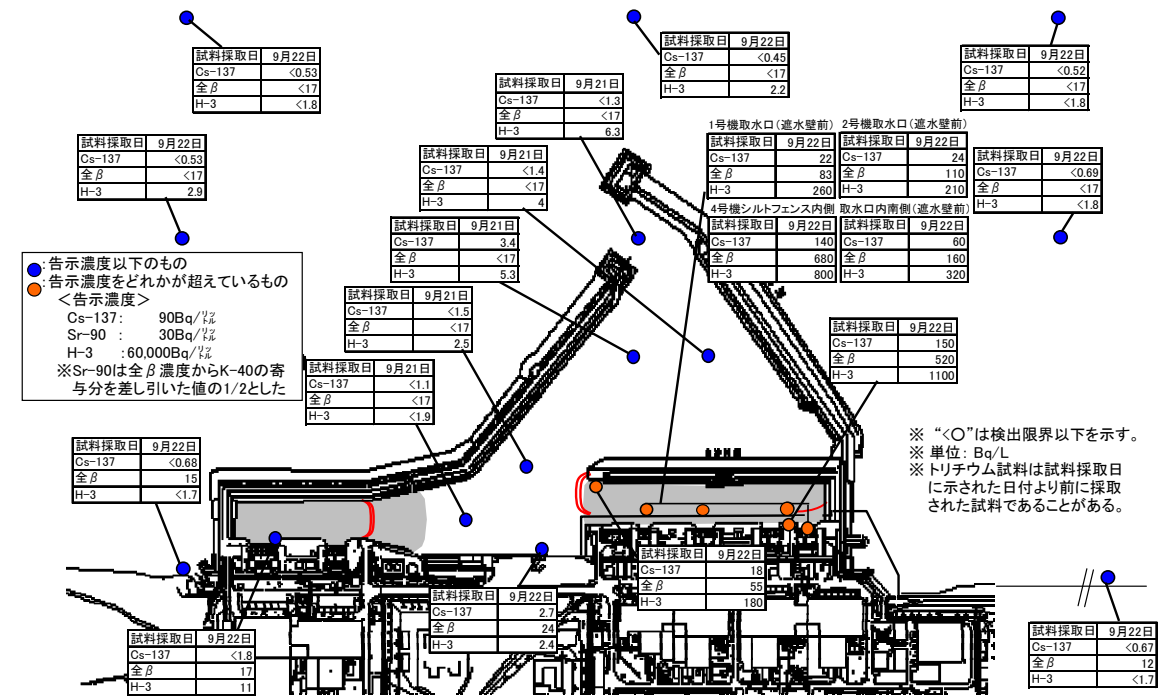 試料採取日 9月22日
Cs-137 <0.53
全β <17
H-3 <1.8
試料採取日 9月22日
Cs-137 <0.45
全β <17
H-3 2.2
試料採取日 9月22日
Cs-137 <0.52
全β <17
H-3 <1.8
試料採取日 9月21日
Cs-137 <1.3
全β <17
H-3 6.3
試料採取日 9月22日
Cs-137 <0.53
全β <17
H-3 2.9
試料採取日 9月21日
Cs-137 <1.4
全β <17
H-3 4
1号機取水口(遮水壁前)
試料採取日 9月22日
Cs-137 22
全β 83
H-3 260
2号機取水口(遮水壁前)
試料採取日 9月22日
Cs-137 24
全β 110
H-3 210
試料採取日 9月22日
Cs-137 <0.69
全β <17
H-3 <1.8
4号機シルトフェンス内側
試料採取日 9月22日
Cs-137 140
全β 680
H-3 800
取水口内南側(遮水壁前)
試料採取日 9月22日
Cs-137 60
全β 160
H-3 320
試料採取日 9月21日
Cs-137 3.4
全β <17
H-3 5.3
:告示濃度以下のもの
:告示濃度をどれかが超えているもの
<告示濃度>
Cs-137: 90Bq/㍑
Sr-90 : 30Bq/㍑
H-3 :60,000Bq/㍑
※Sr-90は全β濃度からK-40の寄
与分を差し引いた値の1/2とした
試料採取日 9月21日
Cs-137 <1.5
全β <17
H-3 2.5
試料採取日 9月22日
Cs-137 150
全β 520
H-3 1100
試料採取日 9月21日
Cs-137 <1.1
全β <17
H-3 <1.9
※ “<○”は検出限界以下を示す。
※ 単位: Bq/L
※ トリチウム試料は試料採取日
に示された日付より前に採取
された試料であることがある。
試料採取日 9月22日
Cs-137 <0.68
全β 15
H-3 <1.7
試料採取日 9月22日
Cs-137 18
全β 55
H-3 180
試料採取日 9月22日
Cs-137 2.7
全β 24
H-3 2.4
試料採取日 9月22日
Cs-137 <1.8
全β 17
H-3 11
試料採取日 9月22日
Cs-137 <0.67
全β 12
H-3 <1.7